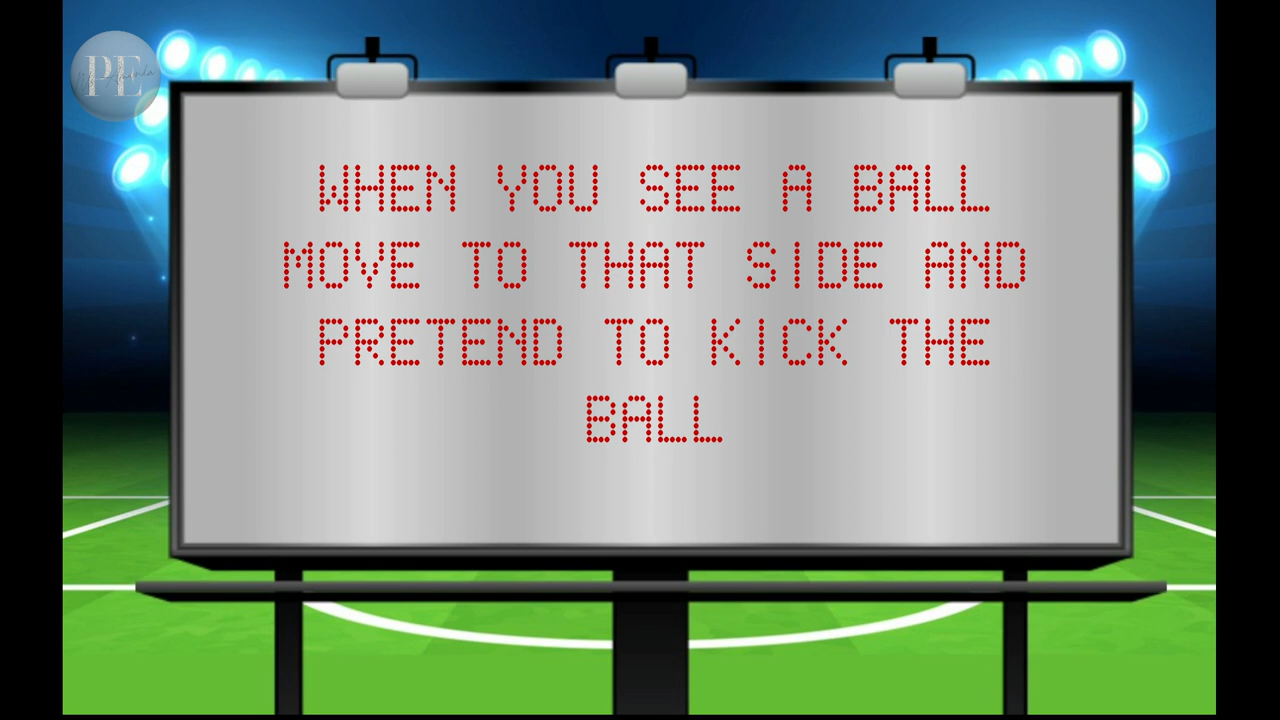 PE
WHEN YOU SEE A BALL
MOVE TO THAT SIDE AND
PRETEND TO KICK THE
BALL